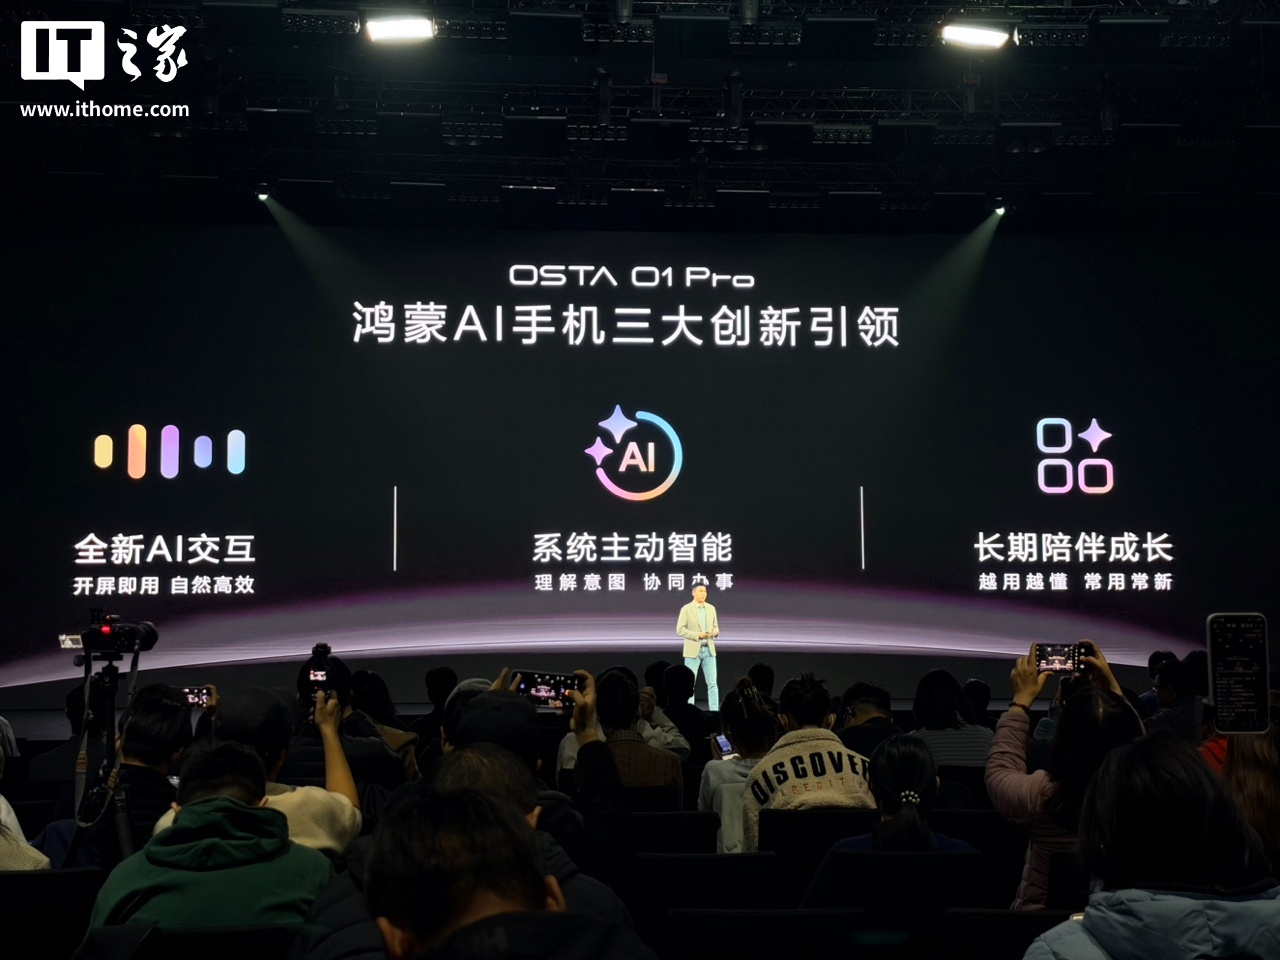 IT之家
www.ithome.com
OSTA O1 Pro
鸿蒙AI手机三大创新引领
AI
全新AI交互
开屏即用 自然高效
系统主动智能
理解意图 协同办事
长期陪伴成长
越用越懂 常用常新
DISCOVER